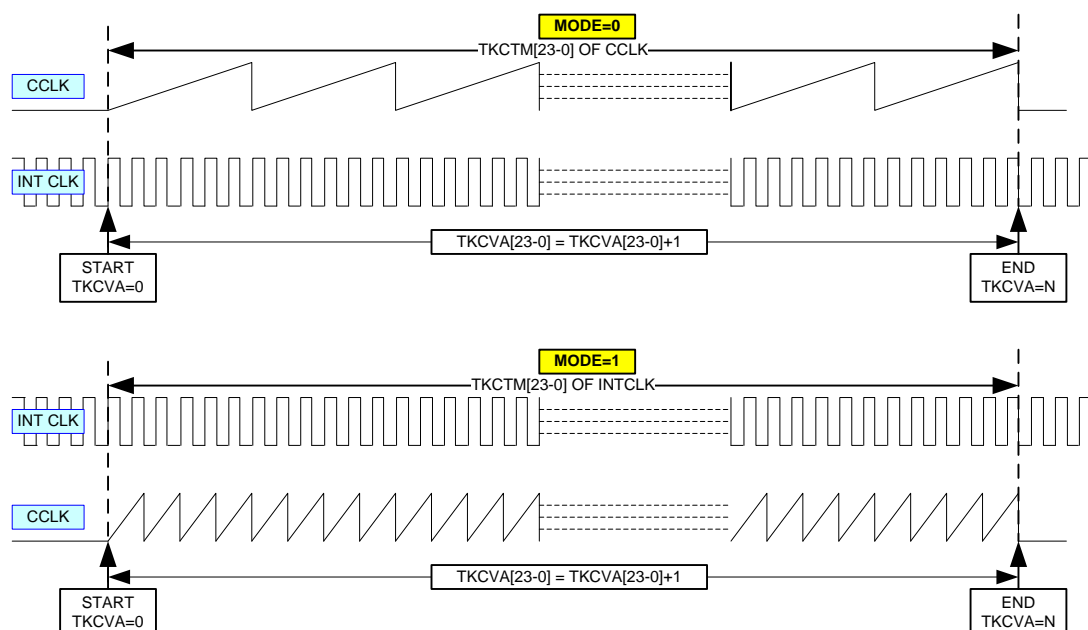 MODE=0
TKCTM[23-0] OF CCLK
CCLK
INT CLK
TKCVA[23-0] = TKCVA[23-0]+1
START
TKCVA=0
END
TKCVA=N
MODE=1
TKCTM[23-0] OF INTCLK
INT CLK
CCLK
TKCVA[23-0] = TKCVA[23-0]+1
START
TKCVA=0
END
TKCVA=N